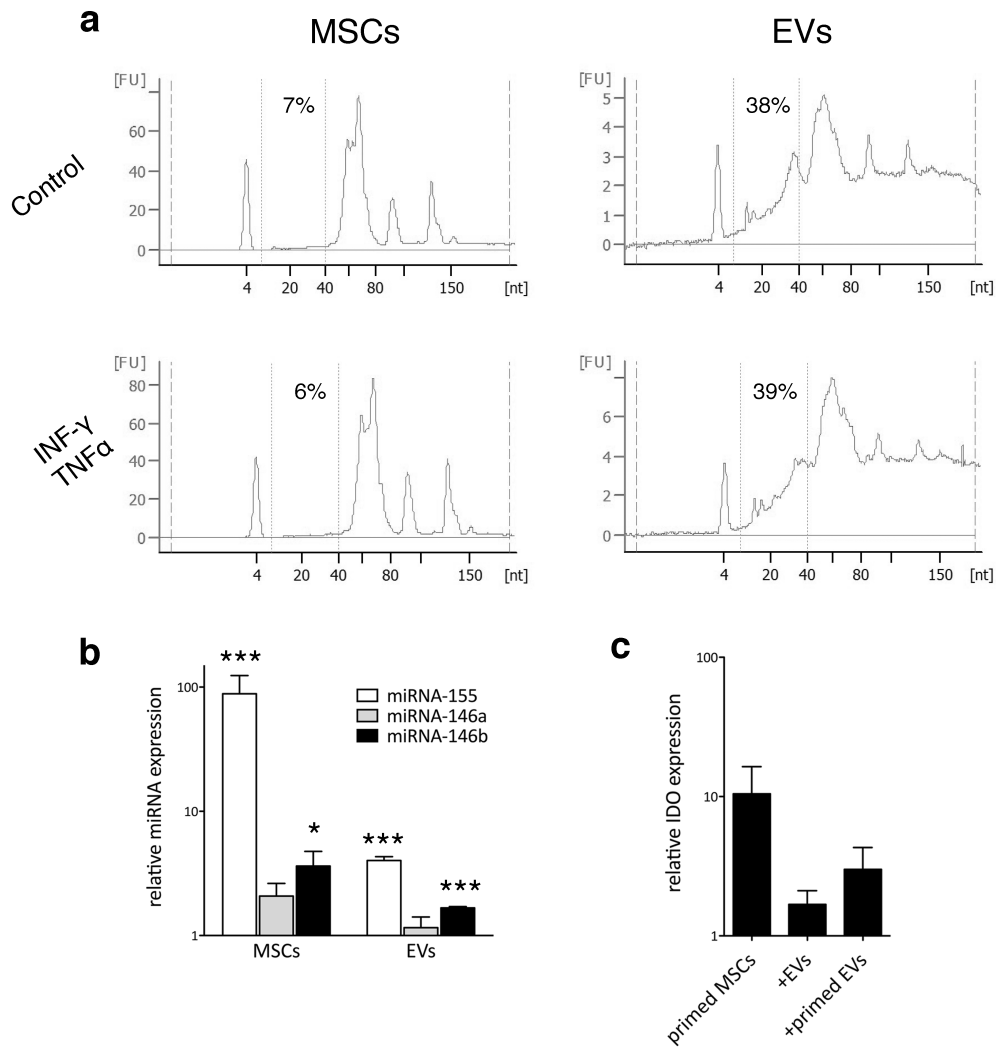 a
MSCs
EVs
Control
[FU]
7%
60
40
20
0
4 20 40 80 150 [nt]
[FU]
38%
5
4
3
2
1
0
4 20 40 80 150 [nt]
INF-γ
TNFα
[FU]
6%
80
60
40
20
0
4 20 40 80 150 [nt]
[FU]
39%
6
4
2
0
4 20 40 80 150 [nt]
b
relative miRNA expression
100
10
1
***
*
***
***
miRNA-155
miRNA-146a
miRNA-146b
MSCs EVs
c
relative IDO expression
100
10
1
primed MSCs
+EVs
+primed EVs